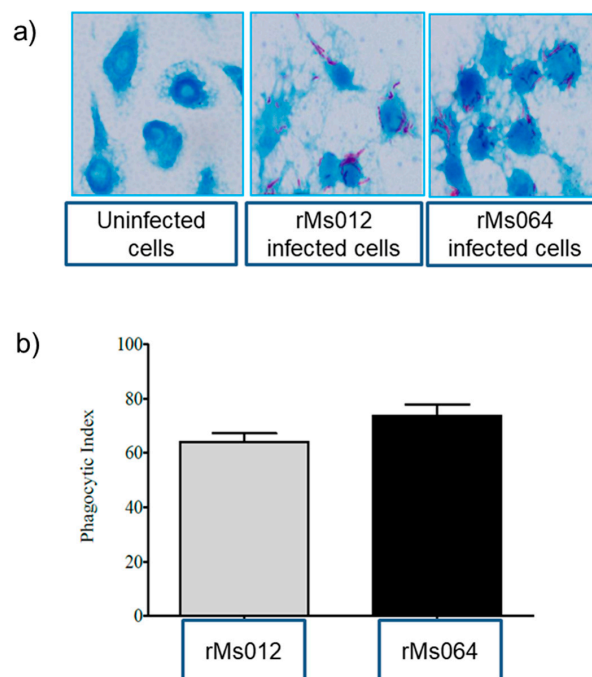 a)
Uninfected
cells
rMs012
infected cells
rMs064
infected cells
b)
Phagocytic Index
100
80
60
40
20
0
rMs012
rMs064